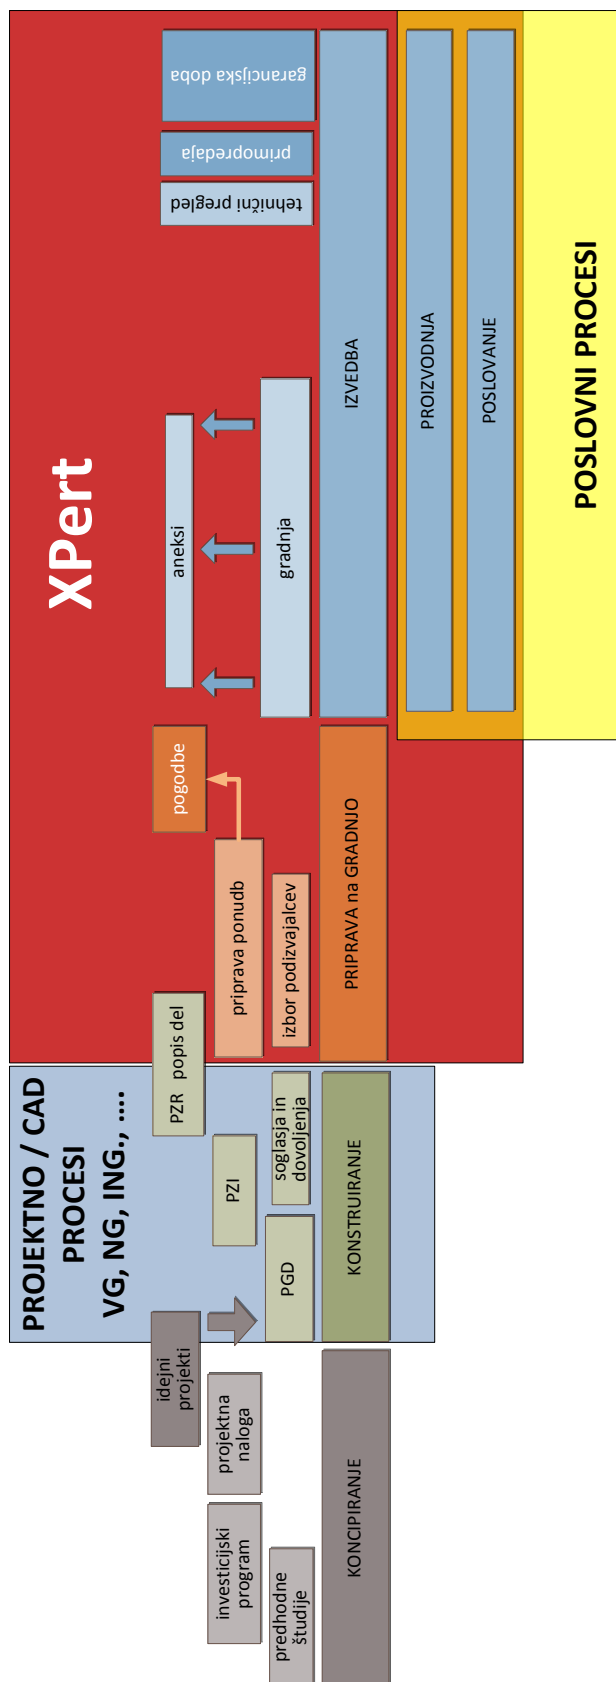 PROJEKTNO / CAD
PROCESI
VG, NG, ING., ....
XPert
idejni
projekti
PZR  popis del
pogodbe
aneksi
tehnični pregled
primopredaja
garancijska doba
investicijski
program
projektna
naloga
PZI
priprava ponudb
predhodne
študije
PGD
soglasja in
dovoljenja
izbor podizvajalcev
gradnja
KONCIPIRANJE
KONSTRUIRANJE
PRIPRAVA na GRADNJO
IZVEDBA
PROIZVODNJA
POSLOVANJE
POSLOVNI PROCESI